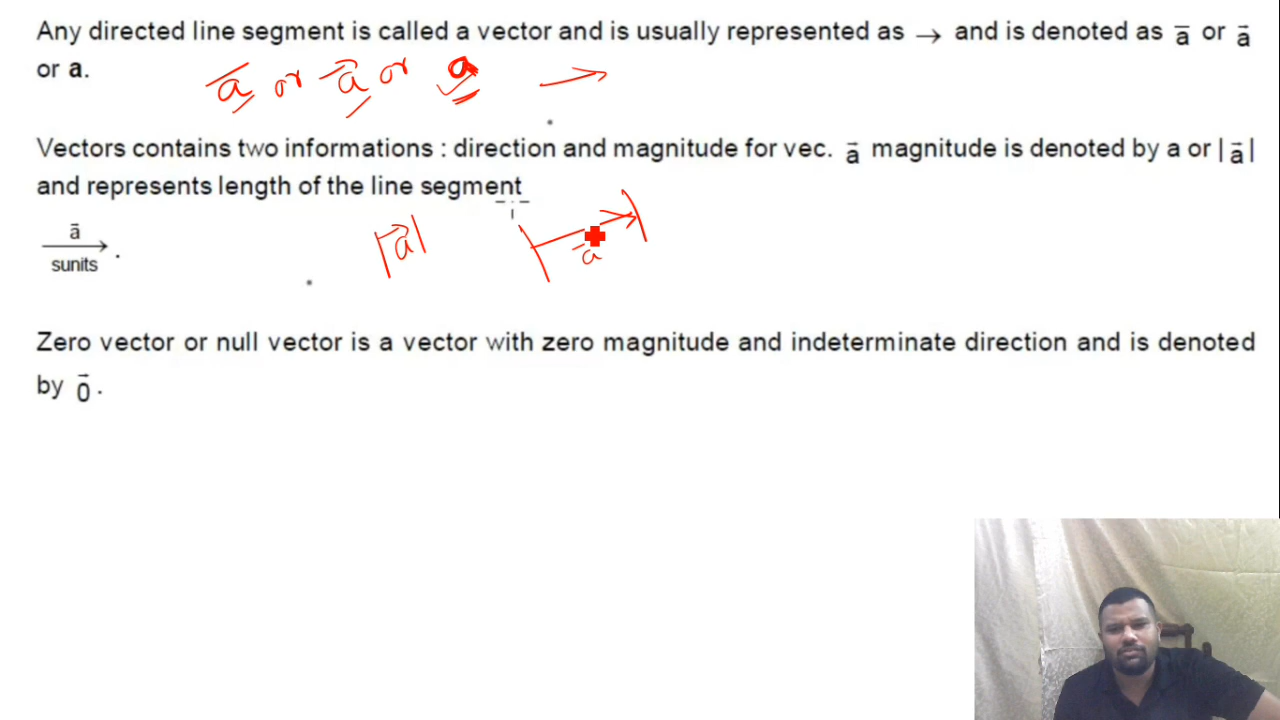 Any directed line segment is called a vector and is usually represented as → and is denoted as a̅ or a⃗
or a.
a̅ or a⃗ or a →
Vectors contains two informations : direction and magnitude for vec. a⃗ magnitude is denoted by a or | a⃗ |
and represents length of the line segment
|a⃗| a̅
a⃗
sunits .
Zero vector or null vector is a vector with zero magnitude and indeterminate direction and is denoted
by 0⃗ .